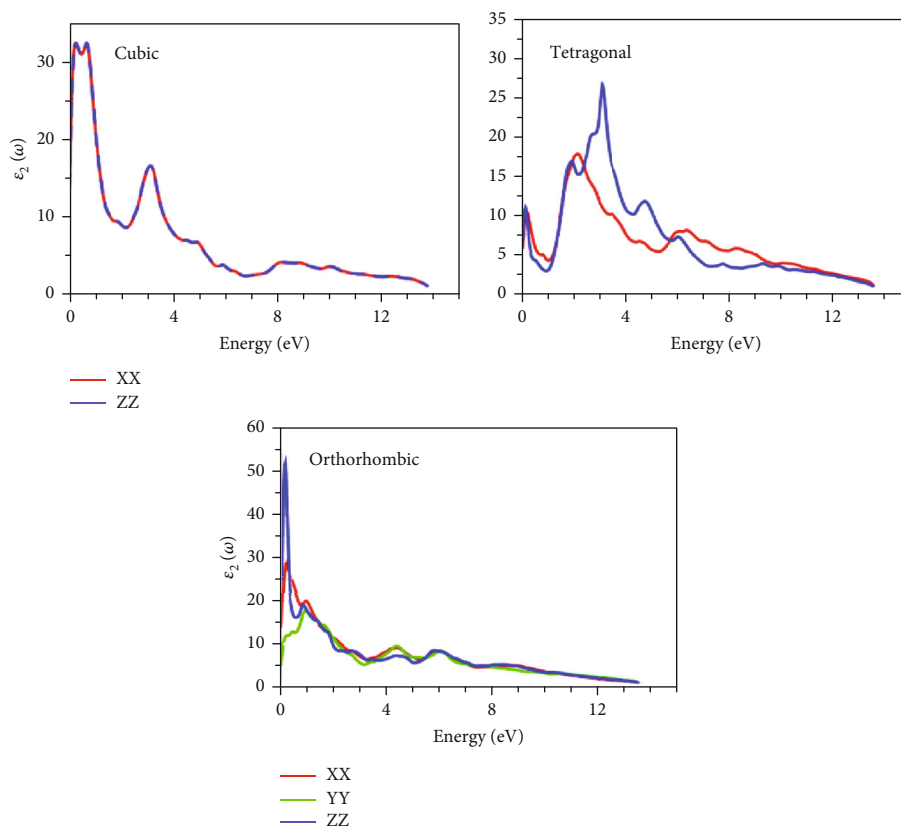 Cubic
ε₂ (ω)
30
20
10
0
0 4 8 12
Energy (eV)
XX
ZZ
Tetragonal
35
30
25
20
15
10
5
0
0 4 8 12
Energy (eV)
Orthorhombic
ε₂ (ω)
60
50
40
30
20
10
0
0 4 8 12
Energy (eV)
XX
YY
ZZ